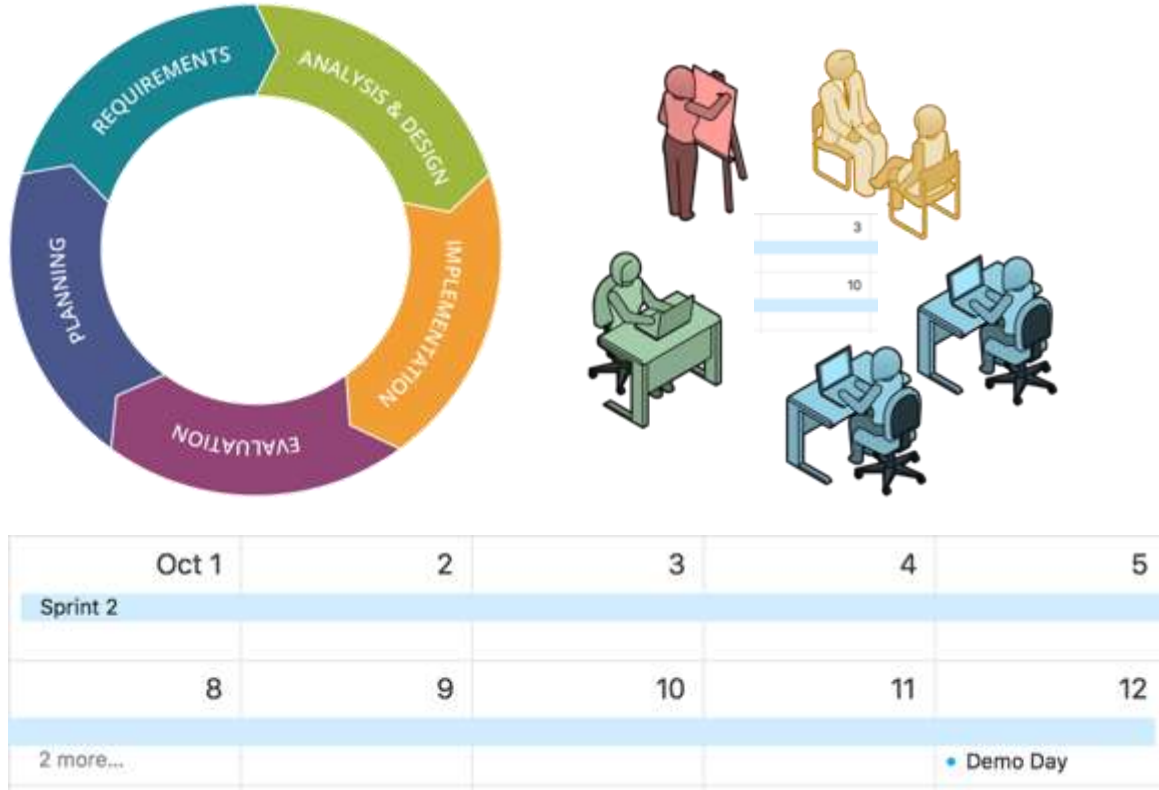 REQUIREMENTS
ANALYSIS & DESIGN
IMPLEMENTATION
EVALUATION
PLANNING
3
10
Oct 1 2 3 4 5
Sprint 2
8 9 10 11 12
2 more...
• Demo Day